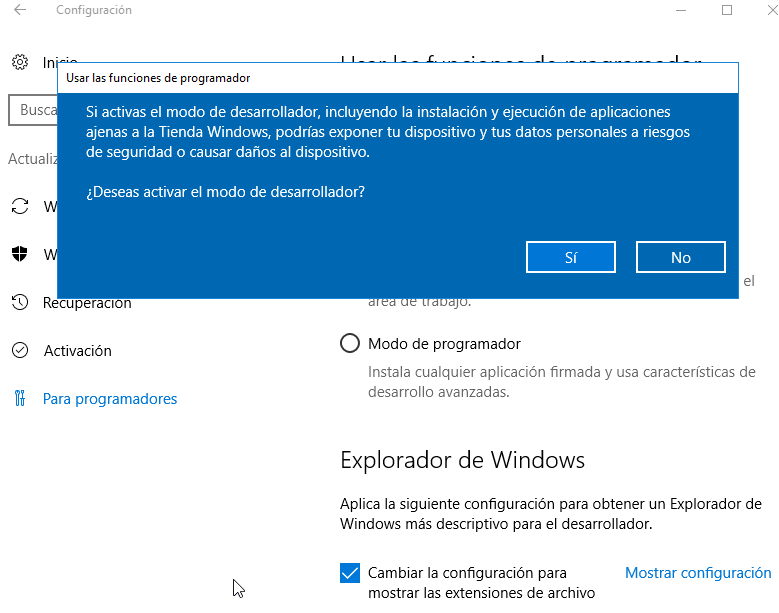 Configuración
Usar las funciones de programador
Si activas el modo de desarrollador, incluyendo la instalación y ejecución de aplicaciones
ajenas a la Tienda Windows, podrías exponer tu dispositivo y tus datos personales a riesgos
de seguridad o causar daños al dispositivo.
¿Deseas activar el modo de desarrollador?
Sí
No
Busca
Actualiz
W
W
Recuperación
Activación
Para programadores
el
área de trabajo.
Modo de programador
Instala cualquier aplicación firmada y usa características de
desarrollo avanzadas.
Explorador de Windows
Aplica la siguiente configuración para obtener un Explorador de
Windows más descriptivo para el desarrollador.
Cambiar la configuración para
mostrar las extensiones de archivo
Mostrar configuración